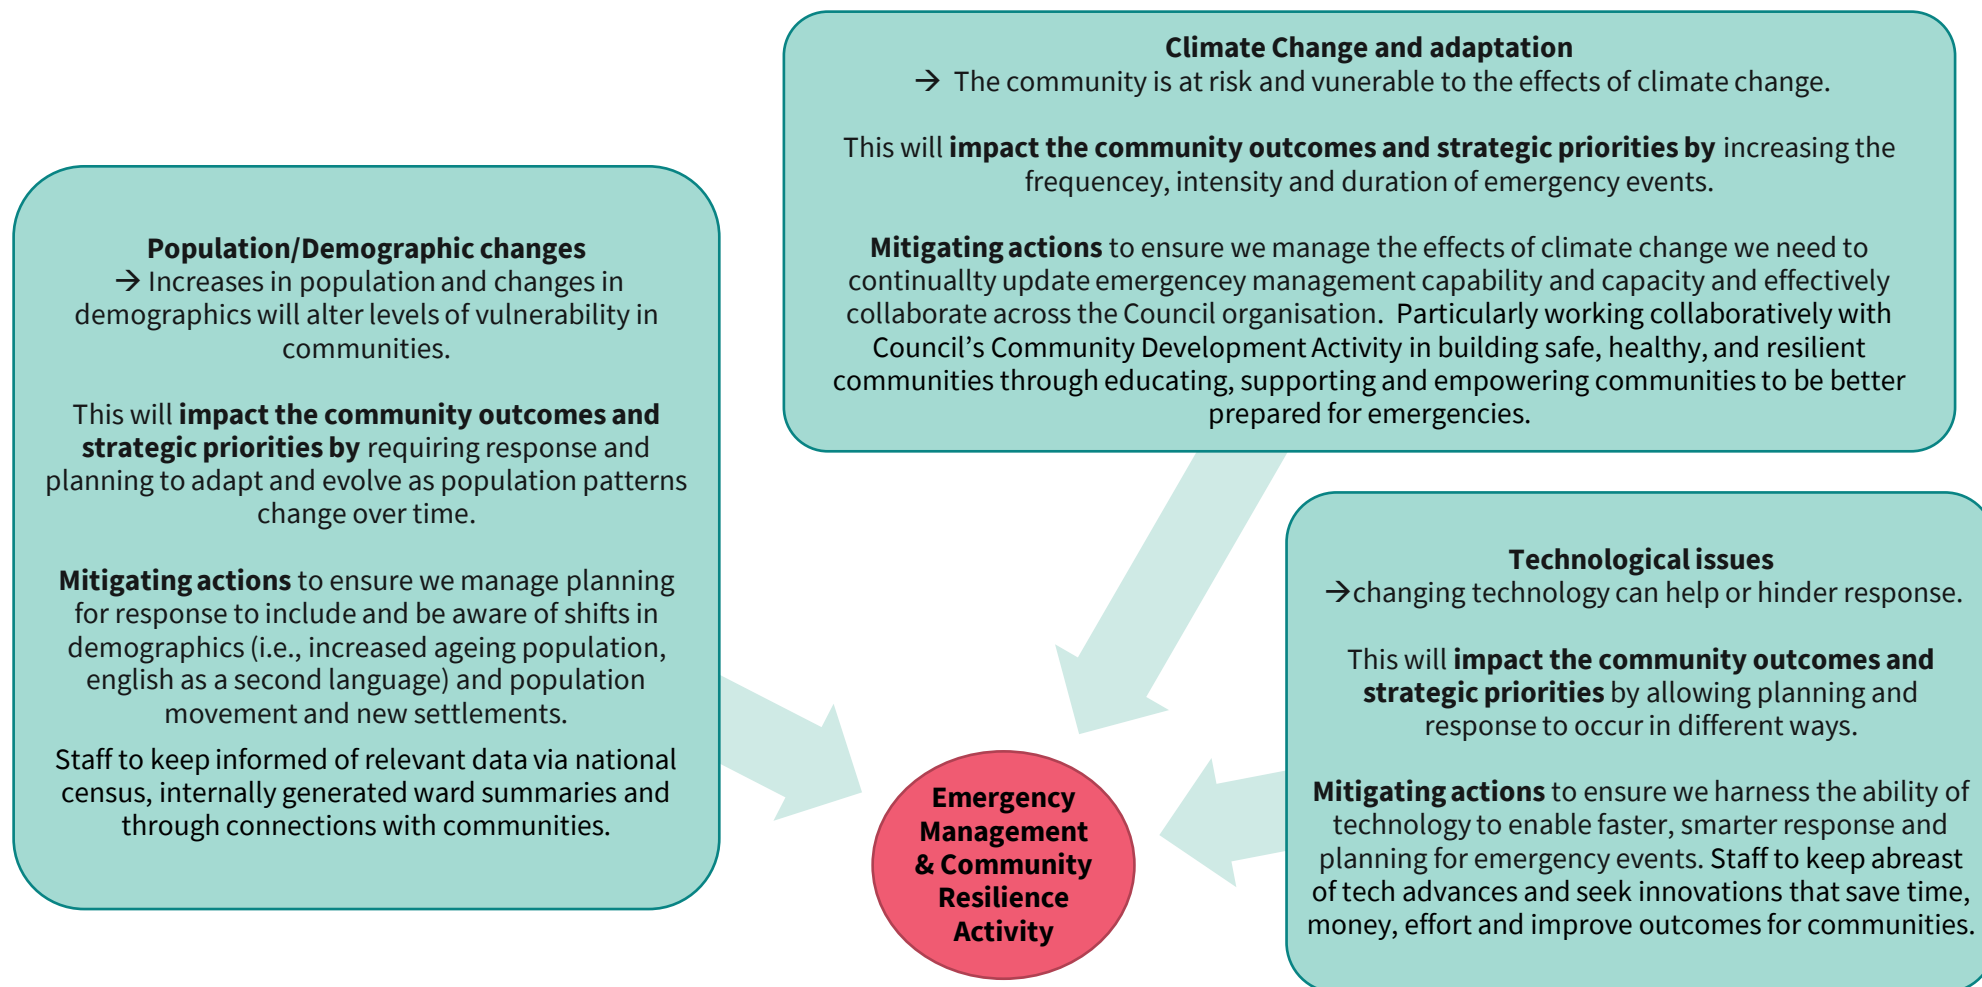 Climate Change and adaptation
→ The community is at risk and vunerable to the effects of climate change.
This will impact the community outcomes and strategic priorities by increasing the
frequencey, intensity and duration of emergency events.
Mitigating actions to ensure we manage the effects of climate change we need to
continuallty update emergencey management capability and capacity and effectively
collaborate across the Council organisation. Particularly working collaboratively with
Council’s Community Development Activity in building safe, healthy, and resilient
communities through educating, supporting and empowering communities to be better
prepared for emergencies.
Population/Demographic changes
→ Increases in population and changes in
demographics will alter levels of vulnerability in
communities.
This will impact the community outcomes and
strategic priorities by requiring response and
planning to adapt and evolve as population patterns
change over time.
Mitigating actions to ensure we manage planning
for response to include and be aware of shifts in
demographics (i.e., increased ageing population,
english as a second language) and population
movement and new settlements.
Staff to keep informed of relevant data via national
census, internally generated ward summaries and
through connections with communities.
Technological issues
→changing technology can help or hinder response.
This will impact the community outcomes and
strategic priorities by allowing planning and
response to occur in different ways.
Mitigating actions to ensure we harness the ability of
technology to enable faster, smarter response and
planning for emergency events. Staff to keep abreast
of tech advances and seek innovations that save time,
money, effort and improve outcomes for communities.
Emergency
Management
& Community
Resilience
Activity